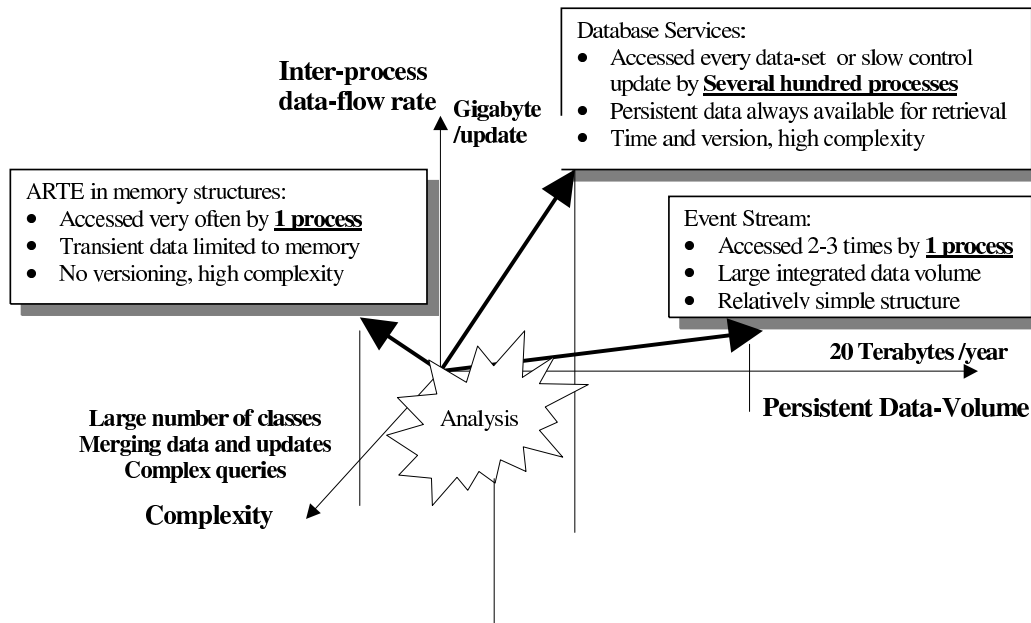 Database Services:
• Accessed every data-set or slow control
update by Several hundred processes
• Persistent data always available for retrieval
• Time and version, high complexity
Inter-process
data-flow rate
Gigabyte
/update
ARTE in memory structures:
• Accessed very often by 1 process
• Transient data limited to memory
• No versioning, high complexity
Event Stream:
• Accessed 2-3 times by 1 process
• Large integrated data volume
• Relatively simple structure
20 Terabytes /year
Persistent Data-Volume
Analysis
Large number of classes
Merging data and updates
Complex queries
Complexity